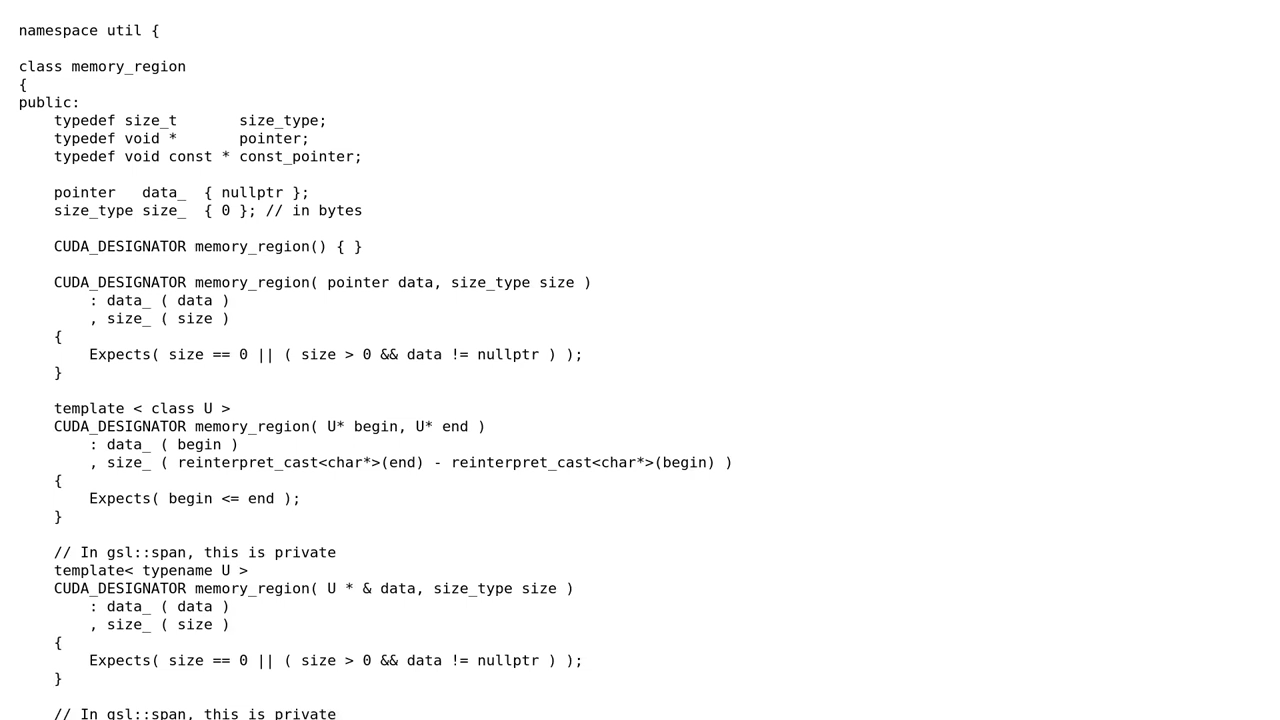 namespace util {

class memory_region
{
public:
    typedef size_t       size_type;
    typedef void *       pointer;
    typedef void const * const_pointer;

    pointer   data_  { nullptr };
    size_type size_  { 0 }; // in bytes

    CUDA_DESIGNATOR memory_region() { }

    CUDA_DESIGNATOR memory_region( pointer data, size_type size )
        : data_ ( data )
        , size_ ( size )
    {
        Expects( size == 0 || ( size > 0 && data != nullptr ) );
    }

    template < class U >
    CUDA_DESIGNATOR memory_region( U* begin, U* end )
        : data_ ( begin )
        , size_ ( reinterpret_cast<char*>(end) - reinterpret_cast<char*>(begin) )
    {
        Expects( begin <= end );
    }

    // In gsl::span, this is private
    template< typename U >
    CUDA_DESIGNATOR memory_region( U * & data, size_type size )
        : data_ ( data )
        , size_ ( size )
    {
        Expects( size == 0 || ( size > 0 && data != nullptr ) );
    }

    // In gsl::span, this is private